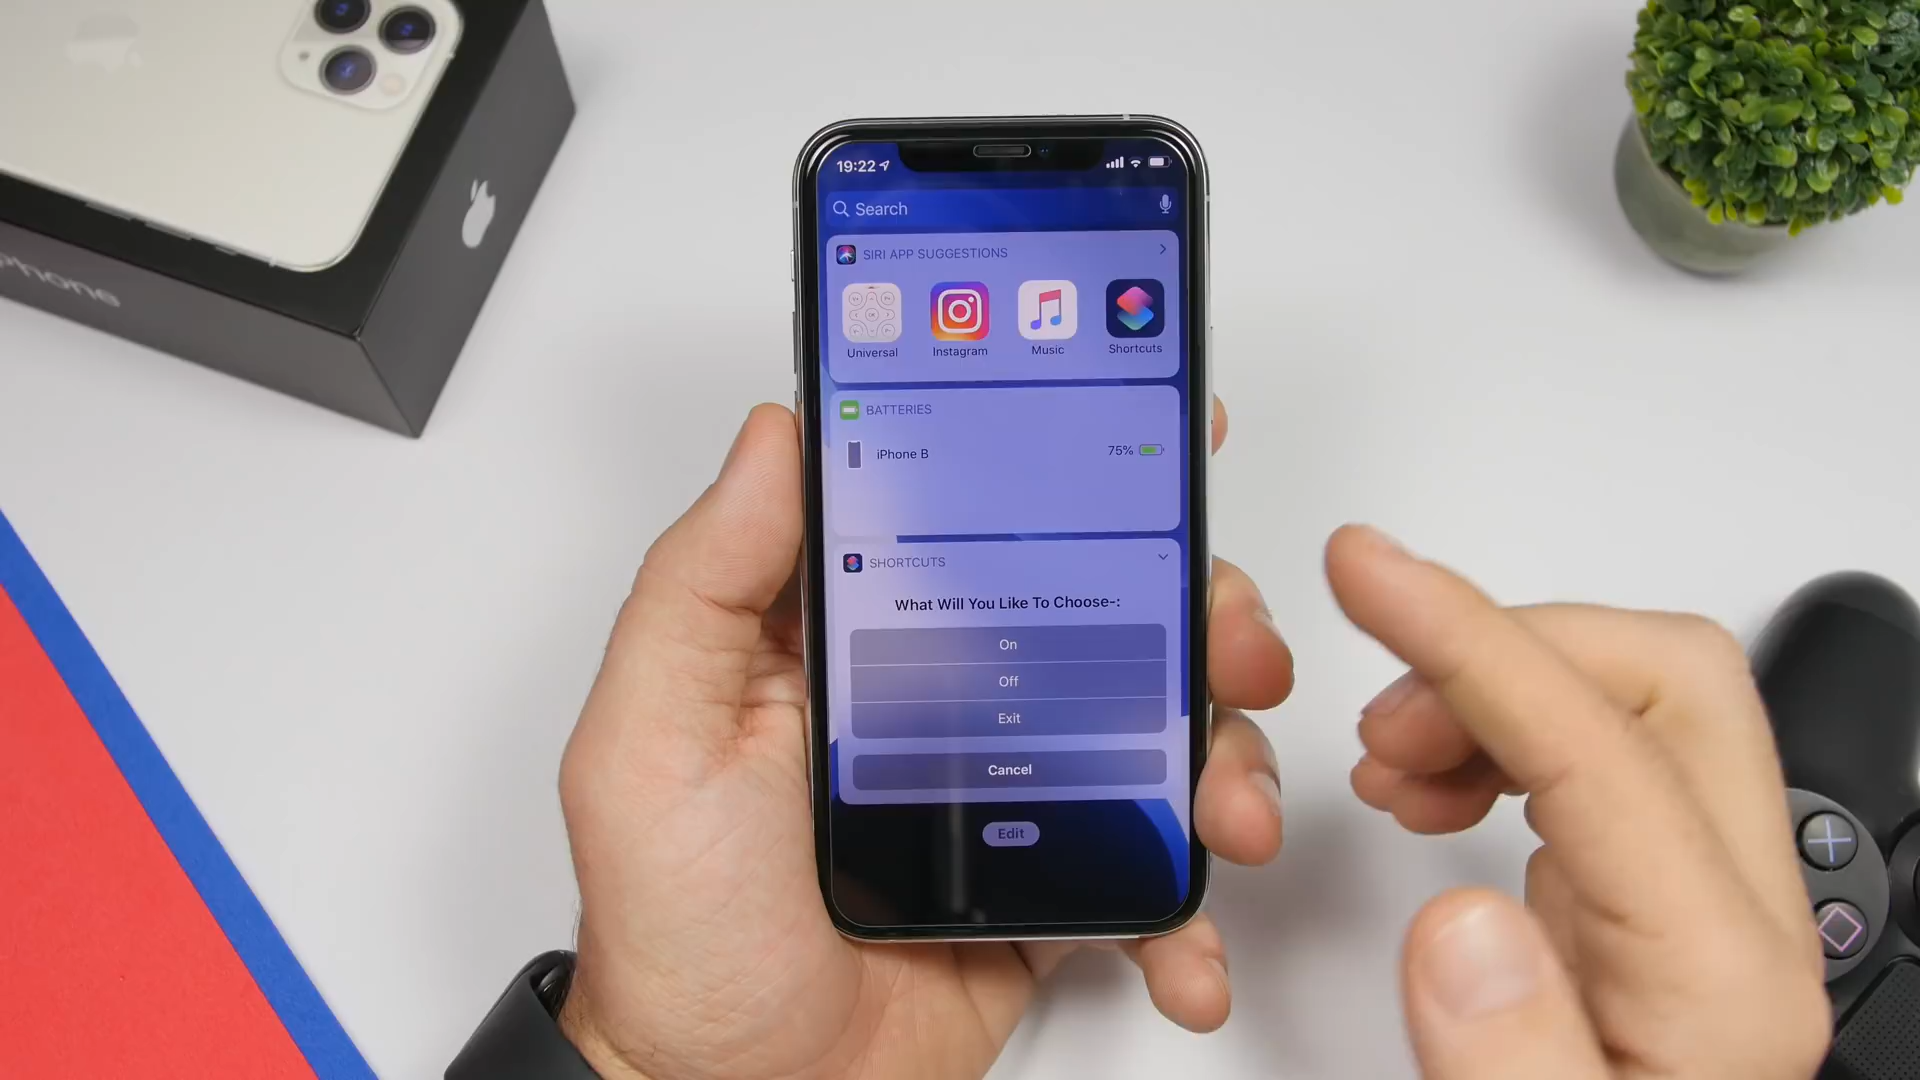 19:22
Search
SIRI APP SUGGESTIONS
Universal Instagram Music Shortcuts
BATTERIES
iPhone B 75%
SHORTCUTS
What Will You Like To Choose-:
On
Off
Exit
Cancel
Edit